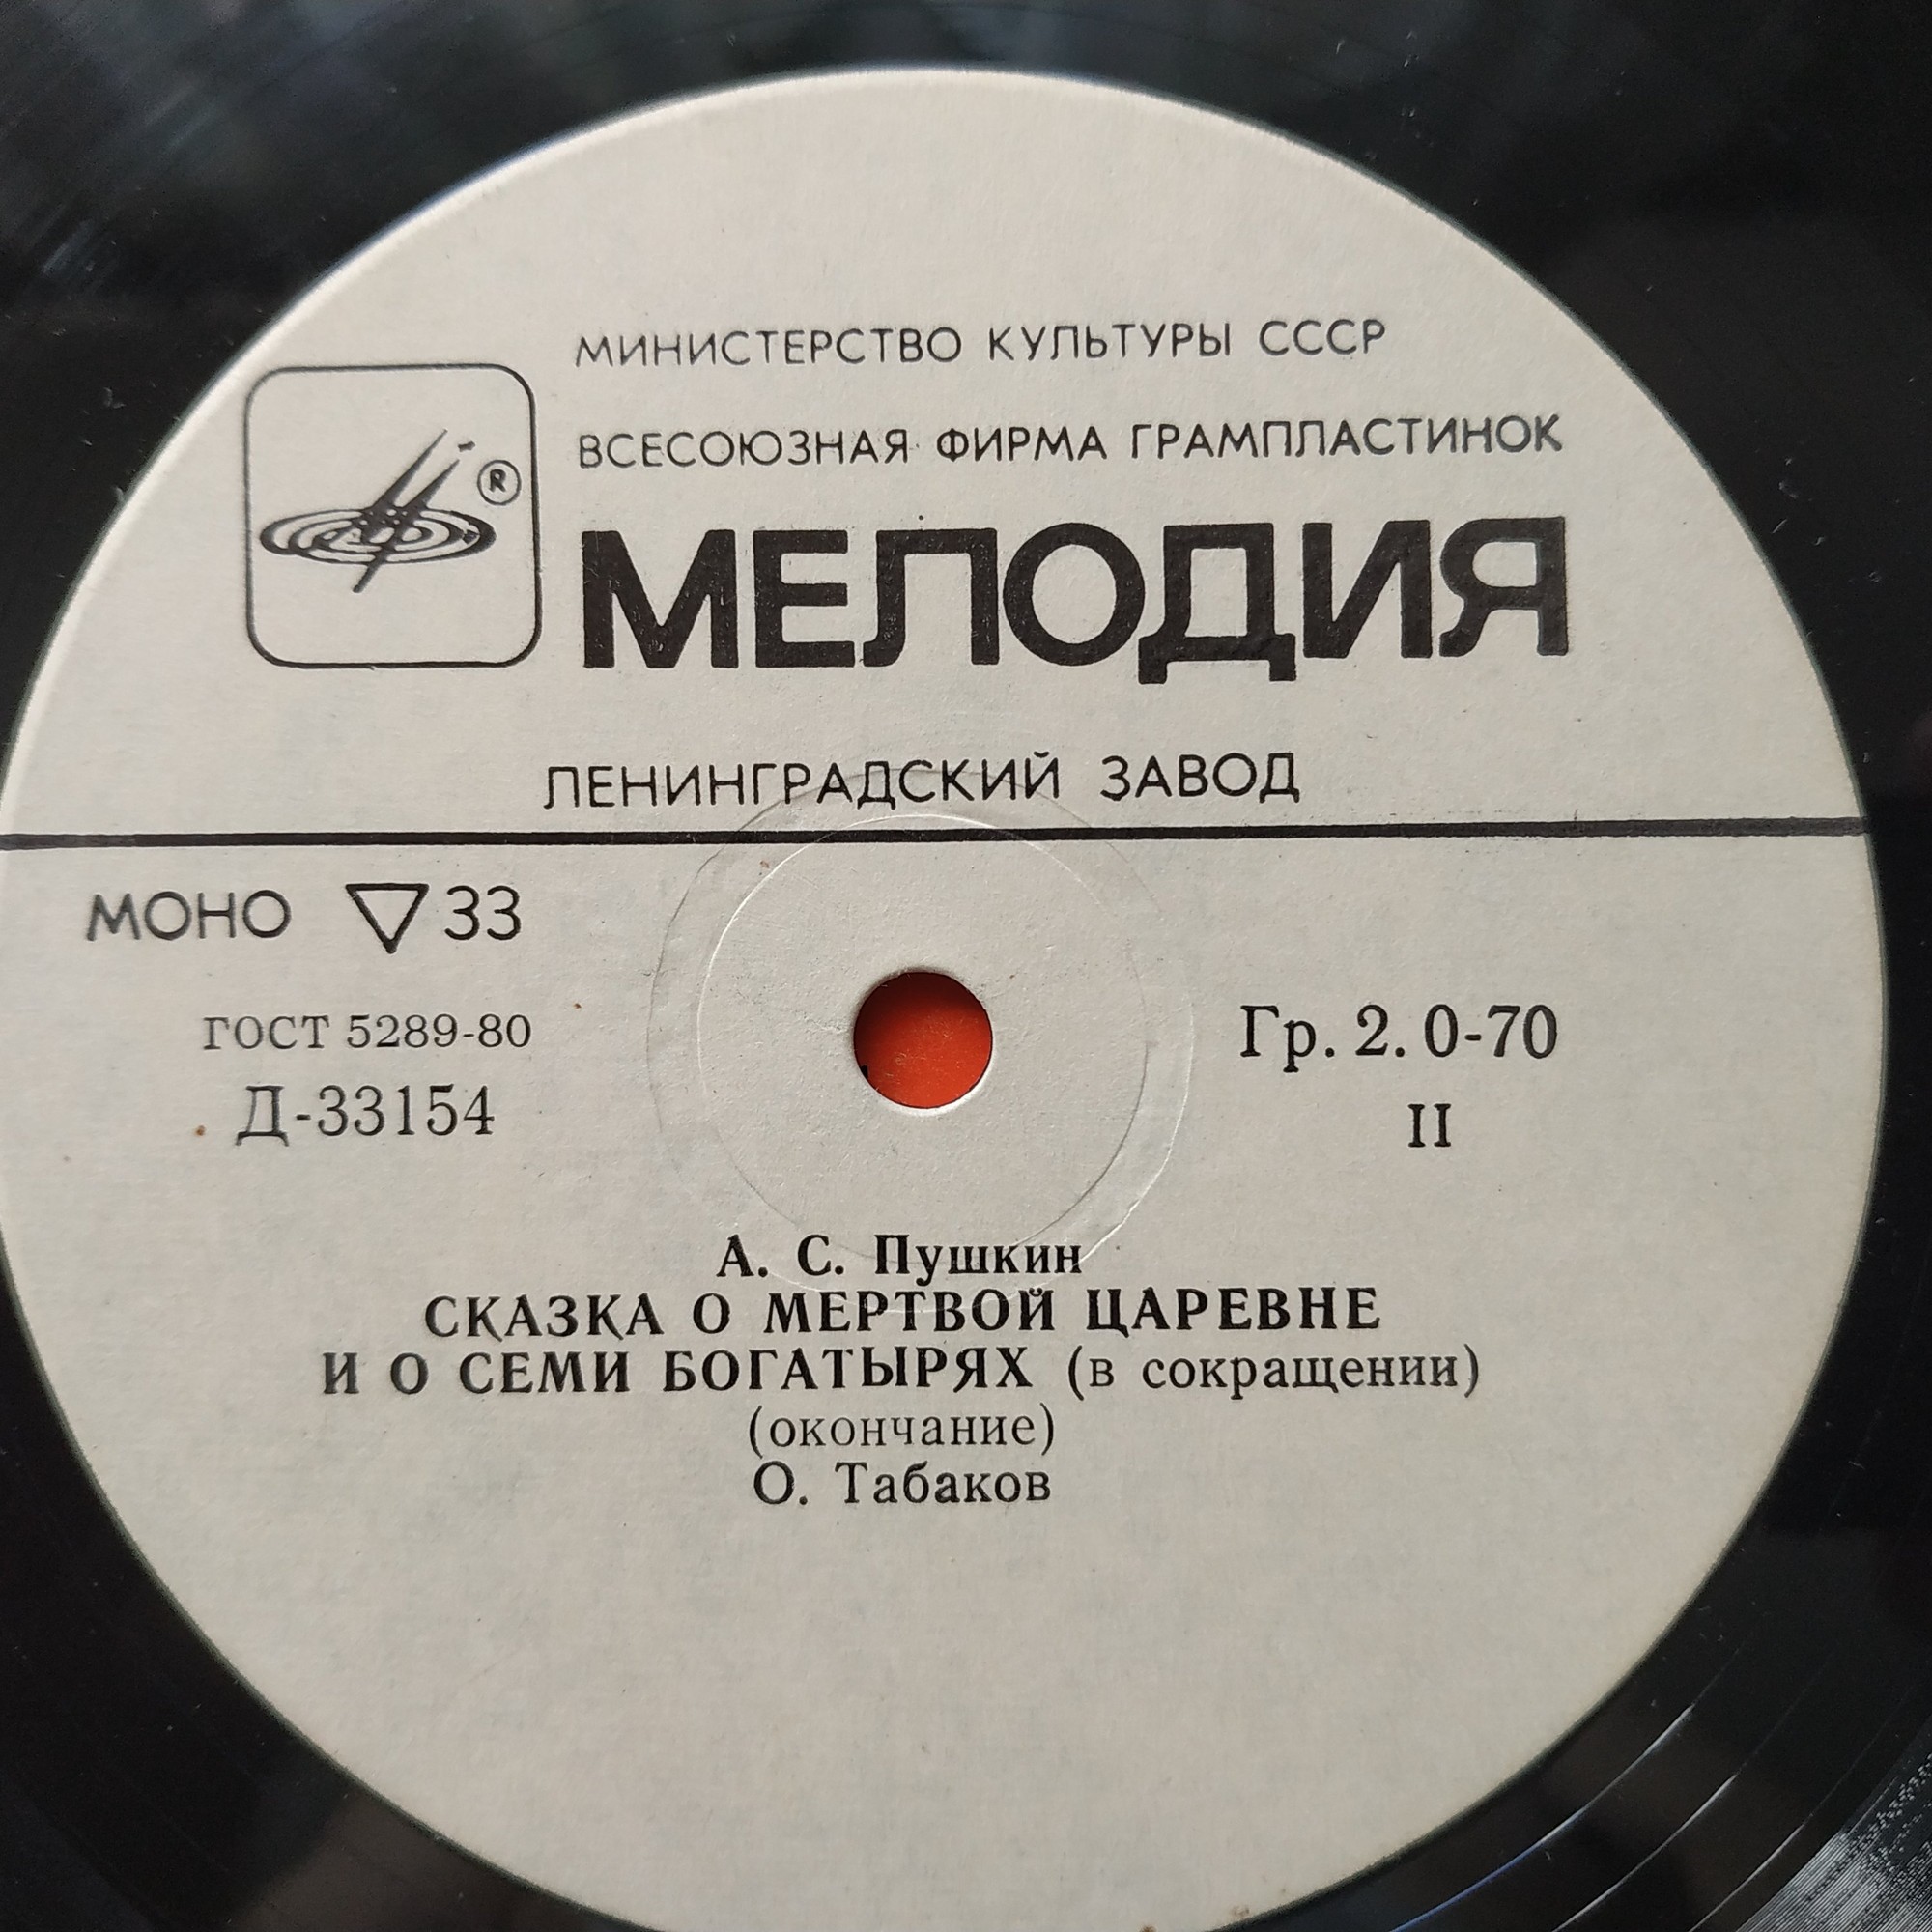 МИНИСТЕРСТВО КУЛЬТУРЫ СССР
ВСЕСОЮЗНАЯ ФИРМА ГРАМПЛАСТИНОК
®
МЕЛОДИЯ
ЛЕНИНГРАДСКИЙ ЗАВОД
МОНО ▽ 33
ГОСТ 5289-80
Гр. 2. 0-70
Д-33154
II
А. С. Пушкин
СКАЗКА О МЕРТВОЙ ЦАРЕВНЕ
И О СЕМИ БОГАТЫРЯХ (в сокращении)
(окончание)
О. Табаков